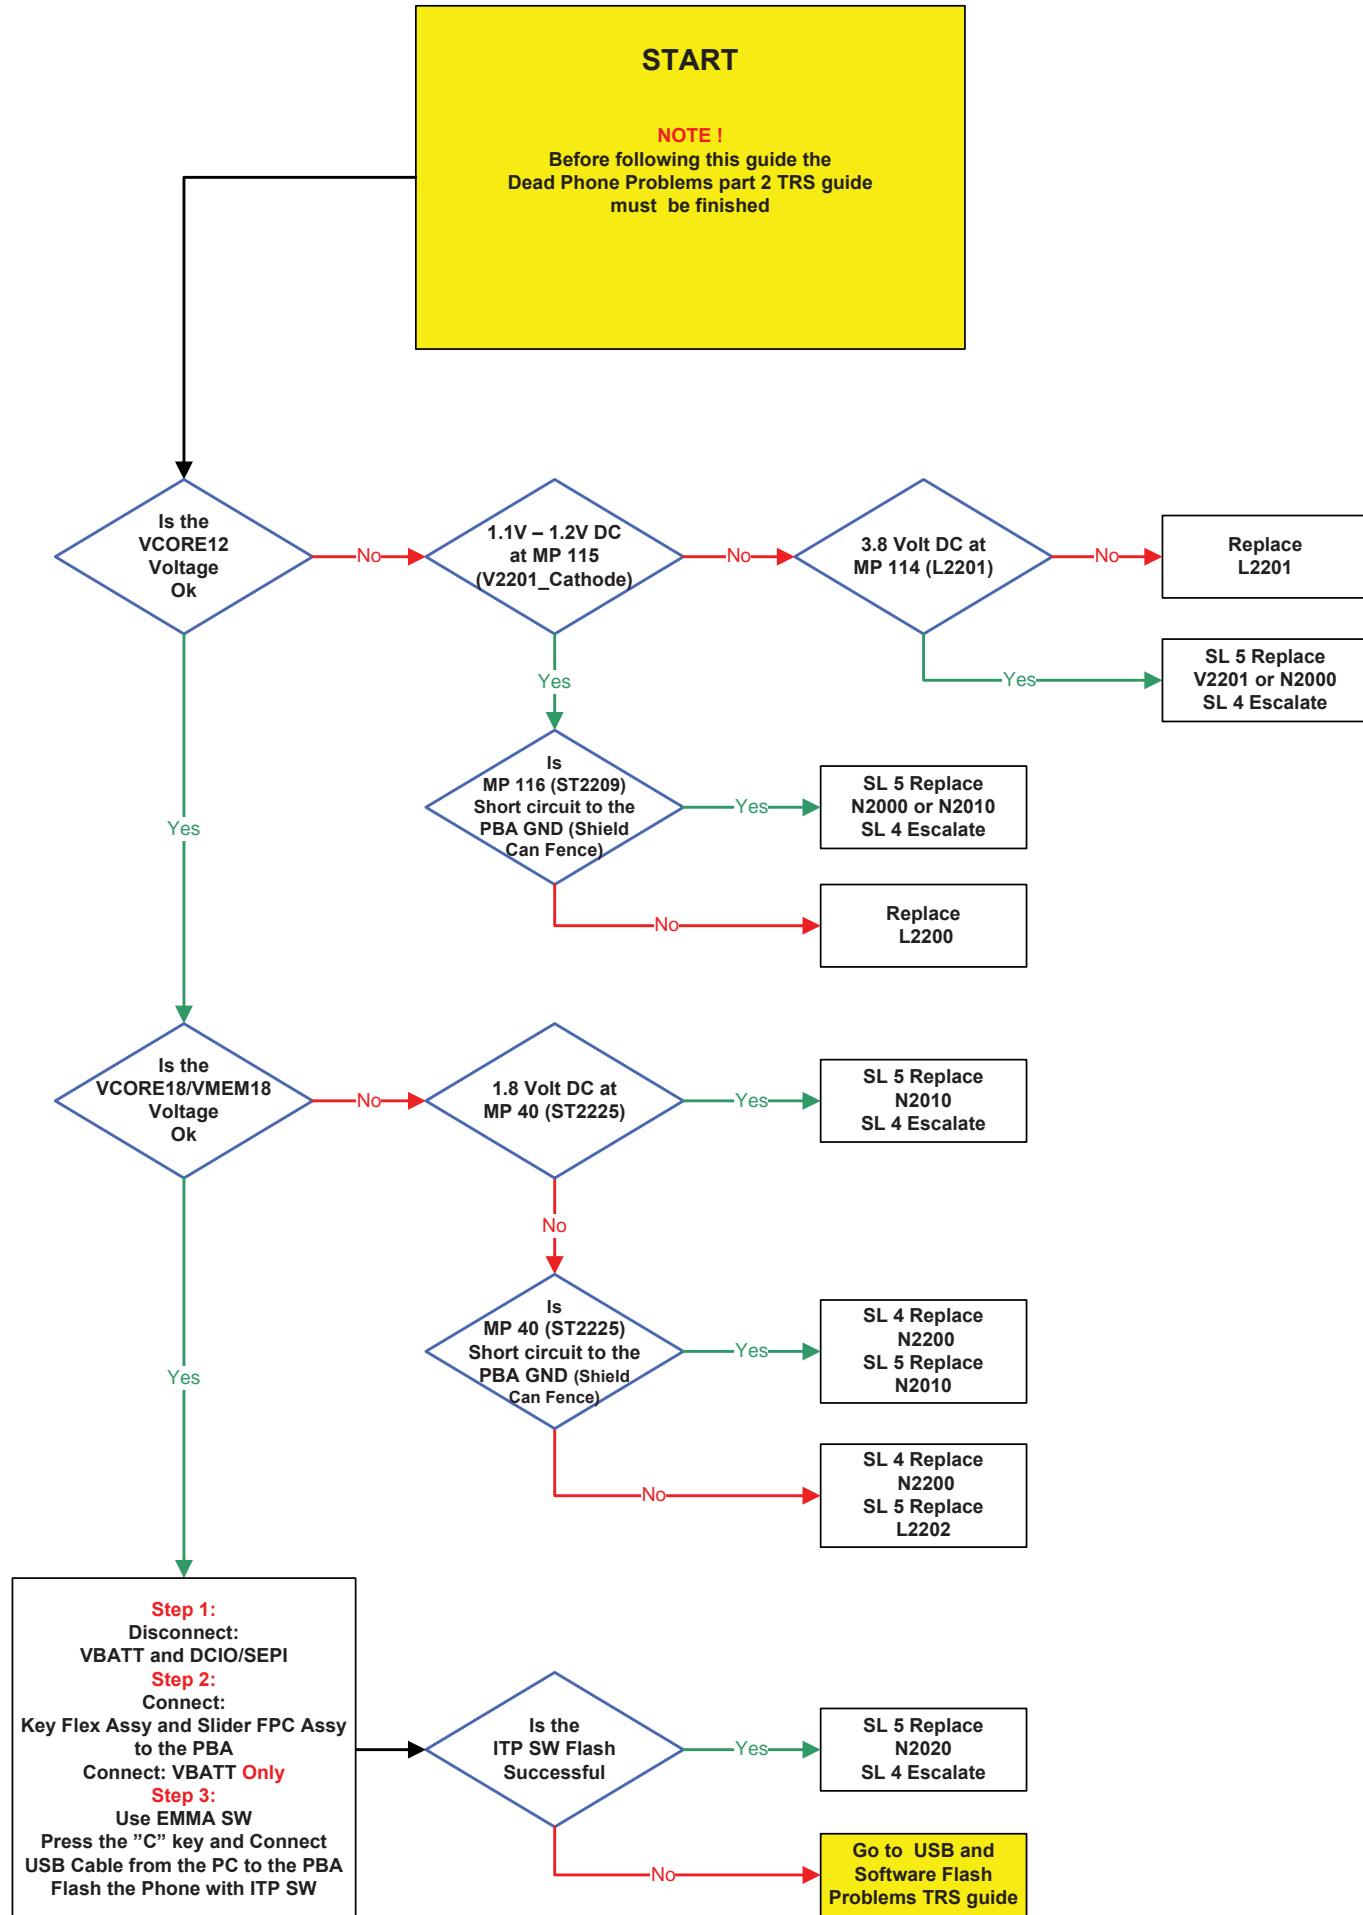 START
NOTE !
Before following this guide the
Dead Phone Problems part 2 TRS guide
must be finished
Is the
VCORE12
Voltage
Ok
No
1.1V – 1.2V DC
at MP 115
(V2201_Cathode)
No
3.8 Volt DC at
MP 114 (L2201)
No
Replace
L2201
Yes
SL 5 Replace
V2201 or N2000
SL 4 Escalate
Yes
Is
MP 116 (ST2209)
Short circuit to the
PBA GND (Shield
Can Fence)
Yes
SL 5 Replace
N2000 or N2010
SL 4 Escalate
No
Replace
L2200
Yes
Is the
VCORE18/VMEM18
Voltage
Ok
No
1.8 Volt DC at
MP 40 (ST2225)
Yes
SL 5 Replace
N2010
SL 4 Escalate
No
Is
MP 40 (ST2225)
Short circuit to the
PBA GND (Shield
Can Fence)
Yes
SL 4 Replace
N2200
SL 5 Replace
N2010
No
SL 4 Replace
N2200
SL 5 Replace
L2202
Yes
Step 1:
Disconnect:
VBATT and DCIO/SEPI
Step 2:
Connect:
Key Flex Assy and Slider FPC Assy
to the PBA
Connect: VBATT Only
Step 3:
Use EMMA SW
Press the ”C” key and Connect
USB Cable from the PC to the PBA
Flash the Phone with ITP SW
Is the
ITP SW Flash
Successful
Yes
SL 5 Replace
N2020
SL 4 Escalate
No
Go to USB and
Software Flash
Problems TRS guide